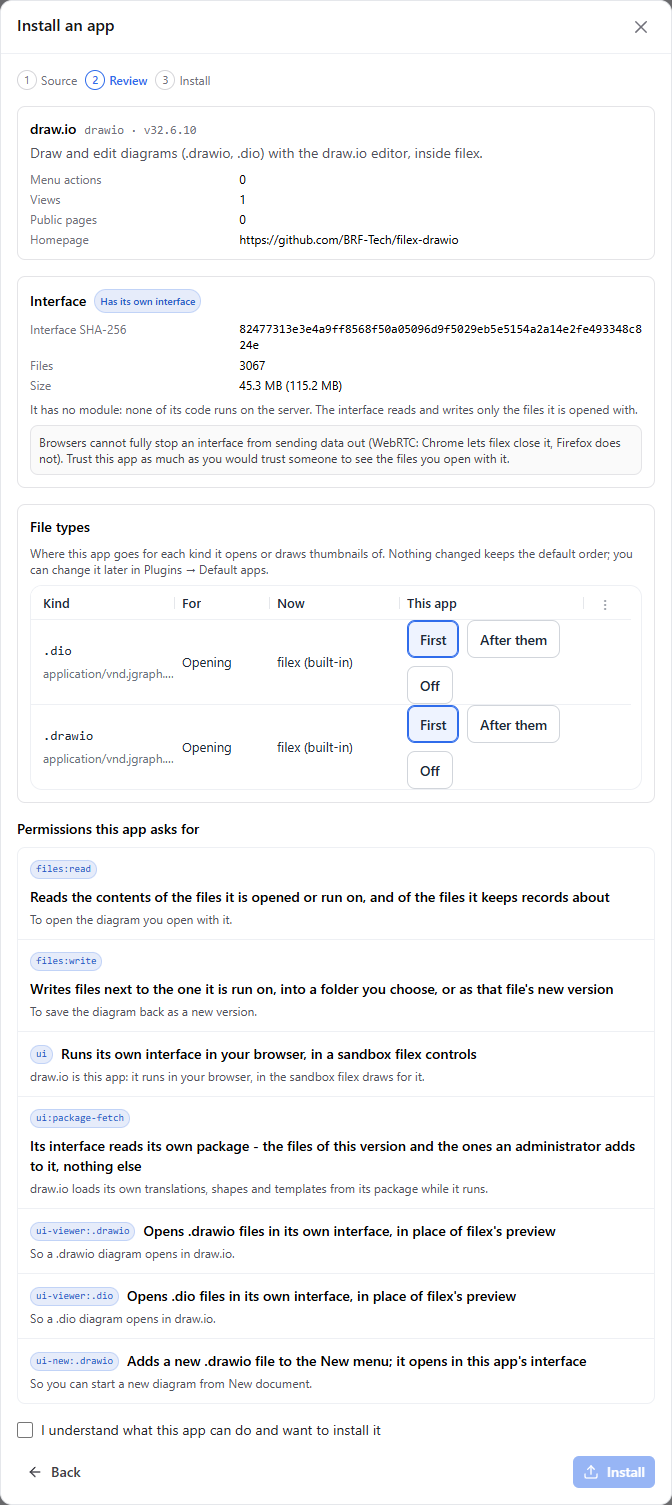 Install an app
1 Source 2 Review 3 Install
draw.io drawio · v32.6.10
Draw and edit diagrams (.drawio, .dio) with the draw.io editor, inside filex.
Menu actions 0
Views 1
Public pages 0
Homepage https://github.com/BRF-Tech/filex-drawio
Interface Has its own interface
Interface SHA-256 82477313e3e4a9ff8568f50a05096d9f5029eb5e5154a2a14e2fe493348c8
24e
Files 3067
Size 45.3 MB (115.2 MB)
It has no module: none of its code runs on the server. The interface reads and writes only the files it is opened with.
Browsers cannot fully stop an interface from sending data out (WebRTC: Chrome lets filex close it, Firefox does
not). Trust this app as much as you would trust someone to see the files you open with it.
File types
Where this app goes for each kind it opens or draws thumbnails of. Nothing changed keeps the default order; you
can change it later in Plugins → Default apps.
Kind For Now This app
.dio
application/vnd.jgraph....
Opening
filex (built-in)
First After them
Off
.drawio
application/vnd.jgraph....
Opening
filex (built-in)
First After them
Off
Permissions this app asks for
files:read
Reads the contents of the files it is opened or run on, and of the files it keeps records about
To open the diagram you open with it.
files:write
Writes files next to the one it is run on, into a folder you choose, or as that file's new version
To save the diagram back as a new version.
ui Runs its own interface in your browser, in a sandbox filex controls
draw.io is this app: it runs in your browser, in the sandbox filex draws for it.
ui:package-fetch
Its interface reads its own package - the files of this version and the ones an administrator adds
to it, nothing else
draw.io loads its own translations, shapes and templates from its package while it runs.
ui-viewer:.drawio Opens .drawio files in its own interface, in place of filex's preview
So a .drawio diagram opens in draw.io.
ui-viewer:.dio Opens .dio files in its own interface, in place of filex's preview
So a .dio diagram opens in draw.io.
ui-new:.drawio Adds a new .drawio file to the New menu; it opens in this app's interface
So you can start a new diagram from New document.
I understand what this app can do and want to install it
Back
Install